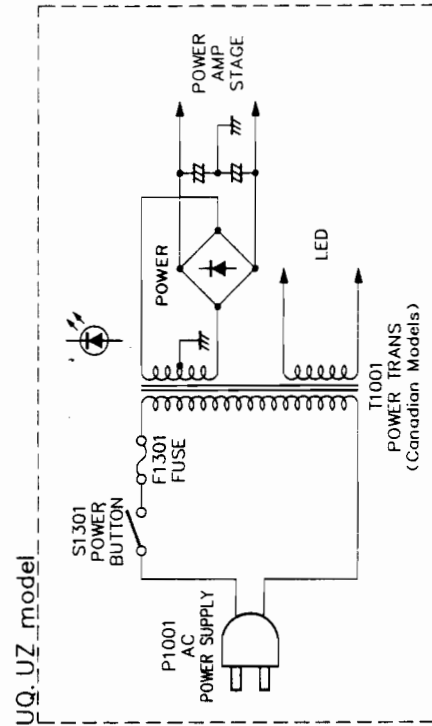 UQ. UZ model
POWER
AMP
STAGE
POWER
LED
T1001
POWER TRANS
(Canadian Models)
F1301
FUSE
S1301
POWER
BUTTON
P1001
AC
POWER SUPPLY